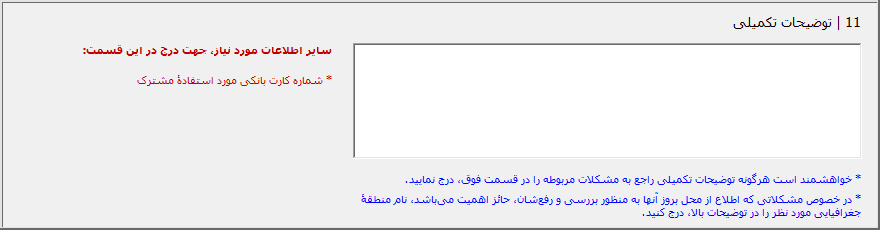 11 | توضیحات تکمیلی
سایر اطلاعات مورد نیاز، جهت درج در این قسمت:
* شماره کارت بانکی مورد استفادهٔ مشترک
* خواهشمند است هرگونه توضیحات تکمیلی راجع به مشکلات مربوطه را در قسمت فوق، درج نمایید.
* در خصوص مشکلاتی که اطلاع از محل بروز آنها به منظور بررسی و رفع‌شان، حائز اهمیت می‌باشد، نام منطقهٔ
جغرافیایی مورد نظر را در توضیحات بالا، درج کنید.